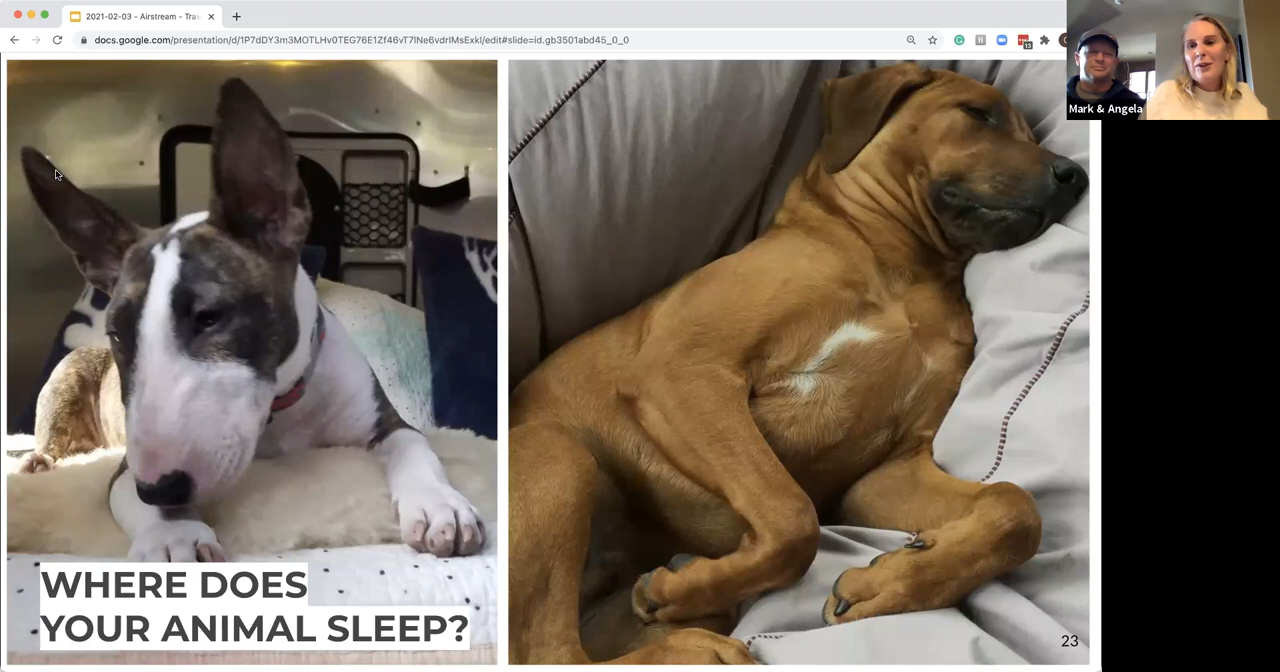 2021-02-03 - Airstream - Trav
docs.google.com/presentation/d/1P7dDY3m3MOTLHv0TEG76E1Zf46vT7lNe6vdrIMsExkI/edit#slide=id.gb3501abd45_0_0
13
Mark & Angela
WHERE DOES
YOUR ANIMAL SLEEP?
23